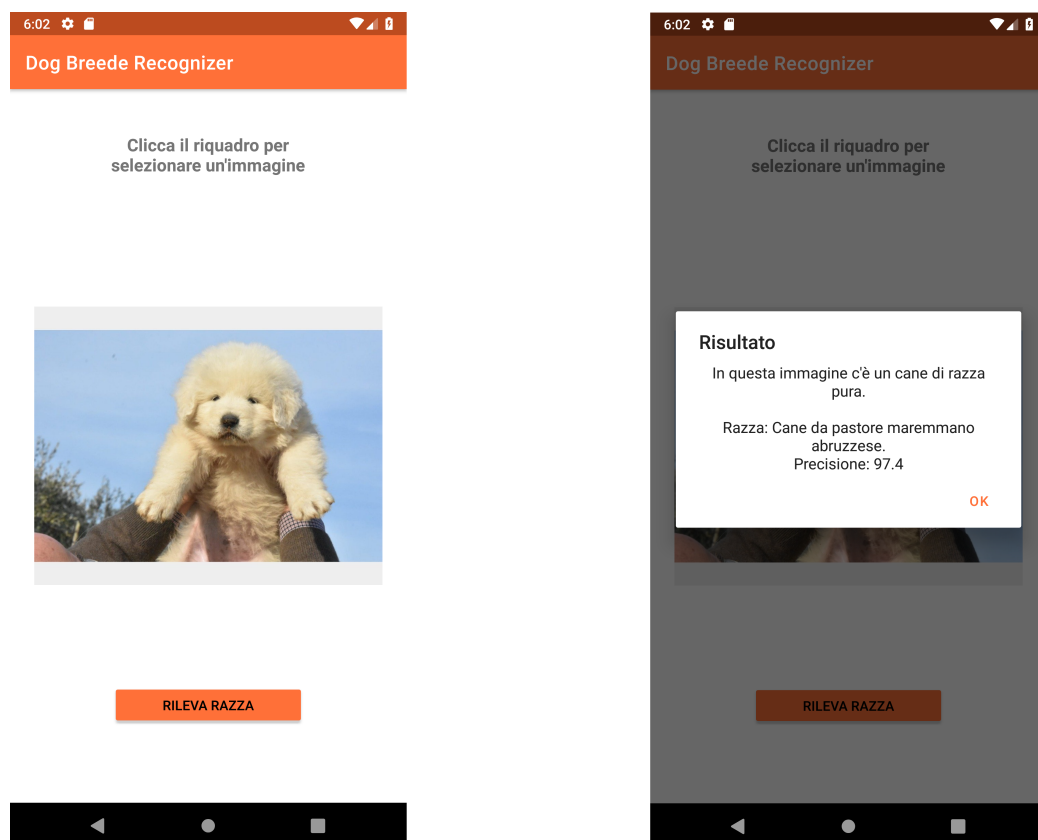 6:02
Dog Breede Recognizer
Clicca il riquadro per
selezionare un'immagine
RILEVA RAZZA
6:02
Dog Breede Recognizer
Clicca il riquadro per
selezionare un'immagine
Risultato
In questa immagine c'è un cane di razza
pura.
Razza: Cane da pastore maremmano
abruzzese.
Precisione: 97.4
OK
RILEVA RAZZA